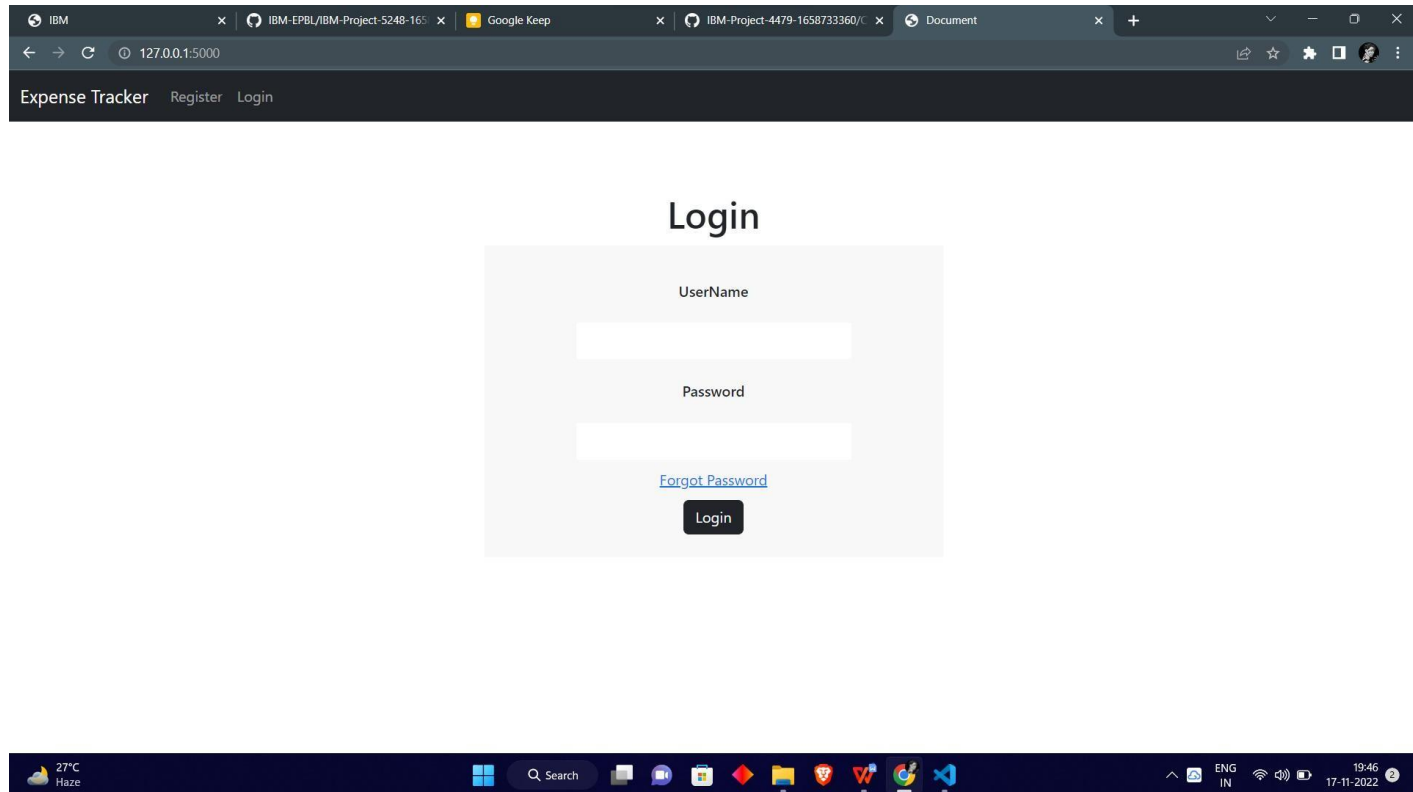 IBM
IBM-EPBL/IBM-Project-5248-165
Google Keep
IBM-Project-4479-1658733360/C
Document
127.0.0.1:5000
Expense Tracker Register Login
Login
UserName
Password
Forgot Password
Login
27°C
Haze
Search
ENG
IN
19:46
17-11-2022
2